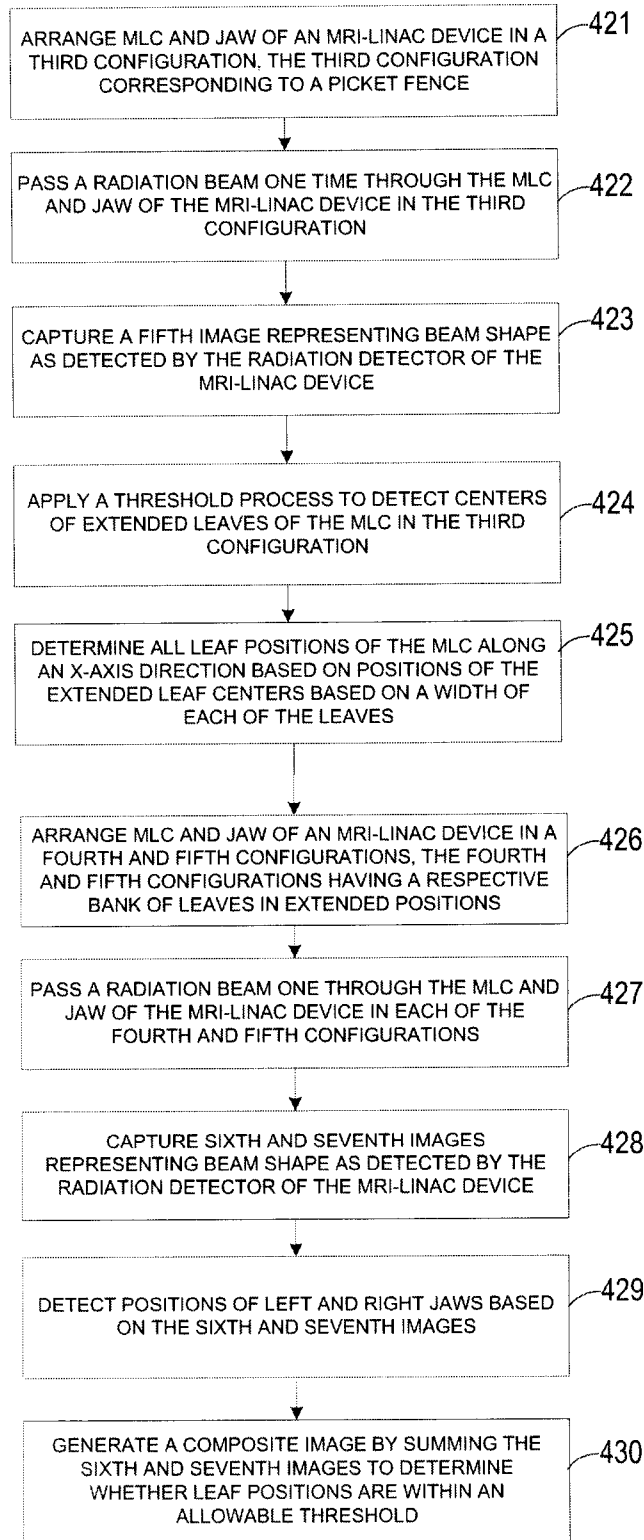 ARRANGE MLC AND JAW OF AN MRI-LINAC DEVICE IN A
THIRD CONFIGURATION, THE THIRD CONFIGURATION
CORRESPONDING TO A PICKET FENCE
421
PASS A RADIATION BEAM ONE TIME THROUGH THE MLC
AND JAW OF THE MRI-LINAC DEVICE IN THE THIRD
CONFIGURATION
422
CAPTURE A FIFTH IMAGE REPRESENTING BEAM SHAPE
AS DETECTED BY THE RADIATION DETECTOR OF THE
MRI-LINAC DEVICE
423
APPLY A THRESHOLD PROCESS TO DETECT CENTERS
OF EXTENDED LEAVES OF THE MLC IN THE THIRD
CONFIGURATION
424
DETERMINE ALL LEAF POSITIONS OF THE MLC ALONG
AN X-AXIS DIRECTION BASED ON POSITIONS OF THE
EXTENDED LEAF CENTERS BASED ON A WIDTH OF
EACH OF THE LEAVES
425
ARRANGE MLC AND JAW OF AN MRI-LINAC DEVICE IN A
FOURTH AND FIFTH CONFIGURATIONS, THE FOURTH
AND FIFTH CONFIGURATIONS HAVING A RESPECTIVE
BANK OF LEAVES IN EXTENDED POSITIONS
426
PASS A RADIATION BEAM ONE THROUGH THE MLC AND
JAW OF THE MRI-LINAC DEVICE IN EACH OF THE
FOURTH AND FIFTH CONFIGURATIONS
427
CAPTURE SIXTH AND SEVENTH IMAGES
REPRESENTING BEAM SHAPE AS DETECTED BY THE
RADIATION DETECTOR OF THE MRI-LINAC DEVICE
428
DETECT POSITIONS OF LEFT AND RIGHT JAWS BASED
ON THE SIXTH AND SEVENTH IMAGES
429
GENERATE A COMPOSITE IMAGE BY SUMMING THE
SIXTH AND SEVENTH IMAGES TO DETERMINE
WHETHER LEAF POSITIONS ARE WITHIN AN
ALLOWABLE THRESHOLD
430